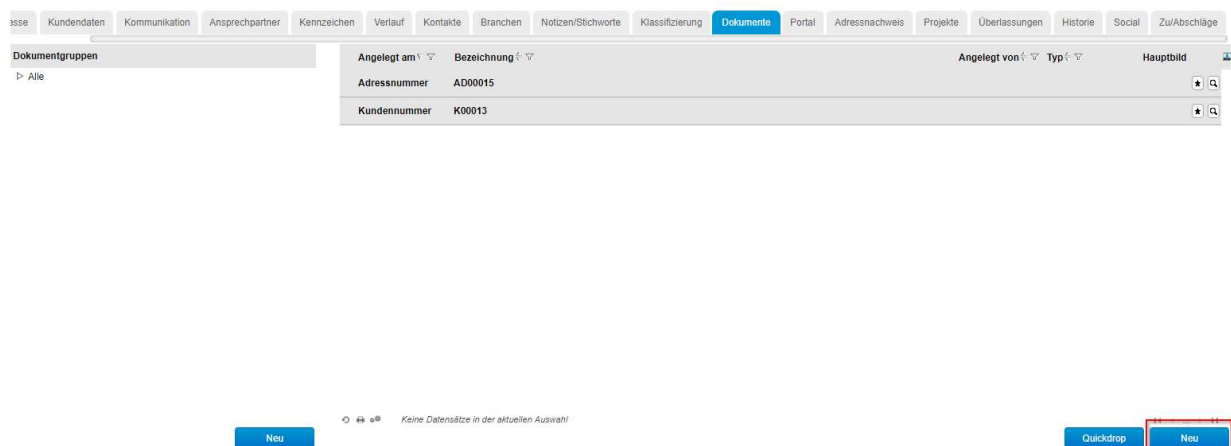 esse Kundendaten Kommunikation Ansprechpartner Kennzeichen Verlauf Kontakte Branchen Notizen/Stichworte Klassifizierung Dokumente Portal Adressnachweis Projekte Überlassungen Historie Social Zu/Abschläge
Dokumentgruppen
Alle
Angelegt am Bezeichnung Angelegt von Typ Hauptbild
Adressnummer AD00015
Kundennummer K00013
Keine Datensätze in der aktuellen Auswahl
Neu
Quickdrop Neu